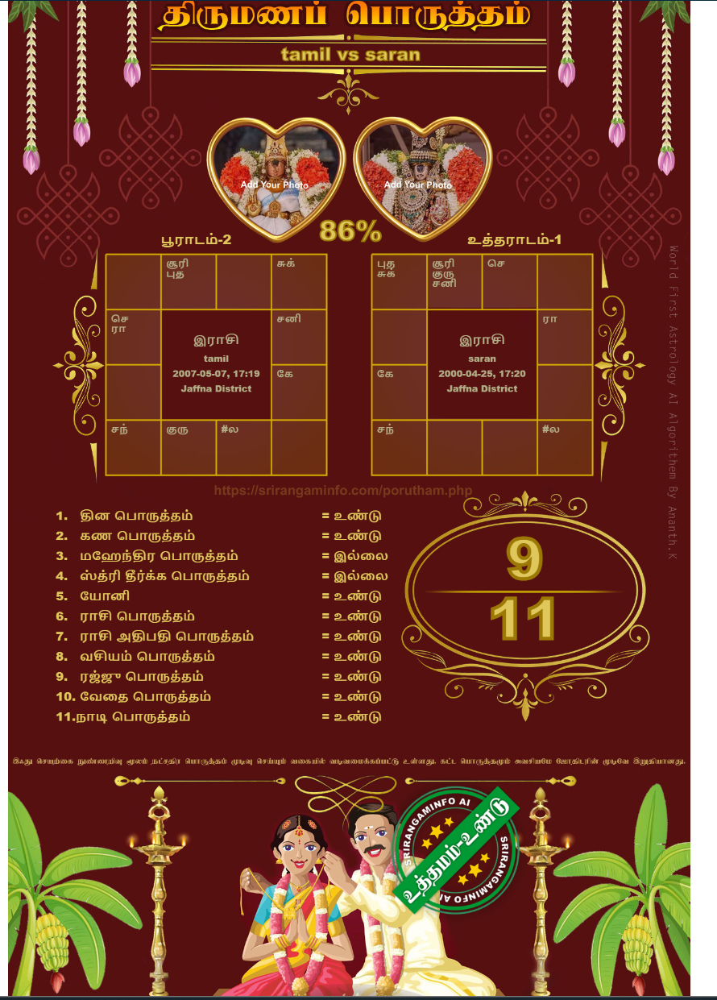 திருமணப் பொருத்தம்
tamil vs saran
Add Your Photo
Add Your Photo
86%
பூராடம்-2
உத்தராடம்-1
சூரி
புத
சுக்
செ
ரா
சனி
கே
சந்
குரு
#ல
இராசி
tamil
2007-05-07, 17:19
Jaffna District
புத
சுக்
சூரி
குரு
சனி
செ
ரா
கே
சந்
#ல
இராசி
saran
2000-04-25, 17:20
Jaffna District
World First Astrology AI Algorithem By Ananth.K
https://srirangaminfo.com/porutham.php
1. தின பொருத்தம் = உண்டு
2. கண பொருத்தம் = உண்டு
3. மஹேந்திர பொருத்தம் = இல்லை
4. ஸ்த்ரி தீர்க்க பொருத்தம் = இல்லை
5. யோனி = உண்டு
6. ராசி பொருத்தம் = உண்டு
7. ராசி அதிபதி பொருத்தம் = உண்டு
8. வசியம் பொருத்தம் = உண்டு
9. ரஜ்ஜு பொருத்தம் = உண்டு
10. வேதை பொருத்தம் = உண்டு
11.நாடி பொருத்தம் = உண்டு
9
11
இஃது செயற்கை நுண்ணறிவு மூலம் நட்சதிர பொருத்தம் முடிவு செய்யும் வகையில் வடிவமைக்கப்பட்டு உள்ளது. கட்ட பொருத்தமும் அவசியமே ஜோதிடரின் முடிவே இறுதியானது.
SRIRANGAMINFO AI
உத்தமம்-உண்டு
SRIRANGAMINFO AI